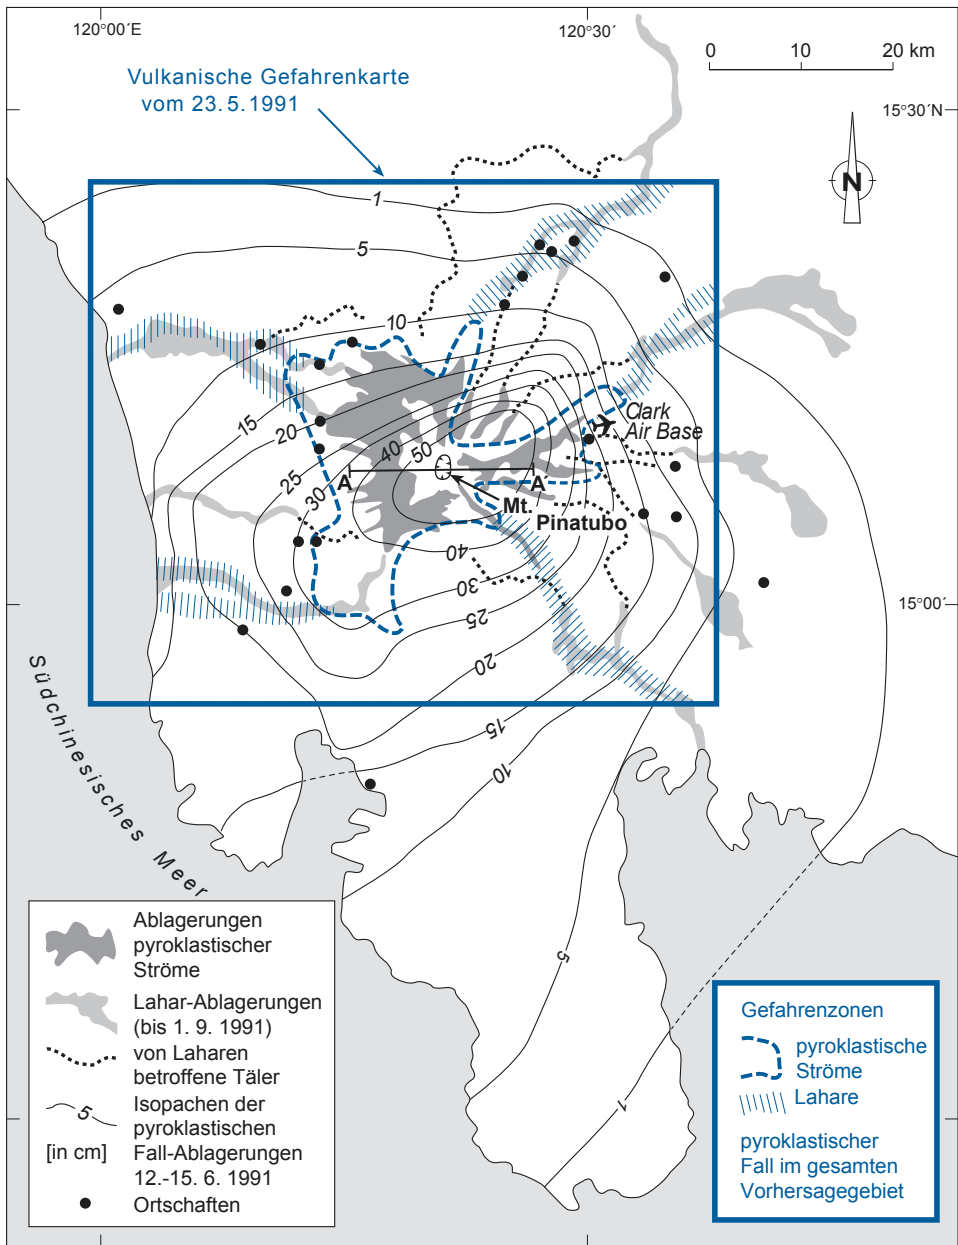 120°00´E
120°30´
0 10 20 km
Vulkanische Gefahrenkarte
vom 23. 5. 1991
15°30´N
N
1
5
10
15
20
25
30
40
50
Clark
Air Base
A
A´
Mt.
Pinatubo
40
30
25
20
15
10
15°00´
5
1
Südchinesisches Meer
Ablagerungen
pyroklastischer
Ströme
Lahar-Ablagerungen
(bis 1. 9. 1991)
von Laharen
betroffene Täler
5
Isopachen der
pyroklastischen
[in cm] Fall-Ablagerungen
12.-15. 6. 1991
Ortschaften
Gefahrenzonen
pyroklastische
Ströme
Lahare
pyroklastischer
Fall im gesamten
Vorhersagegebiet